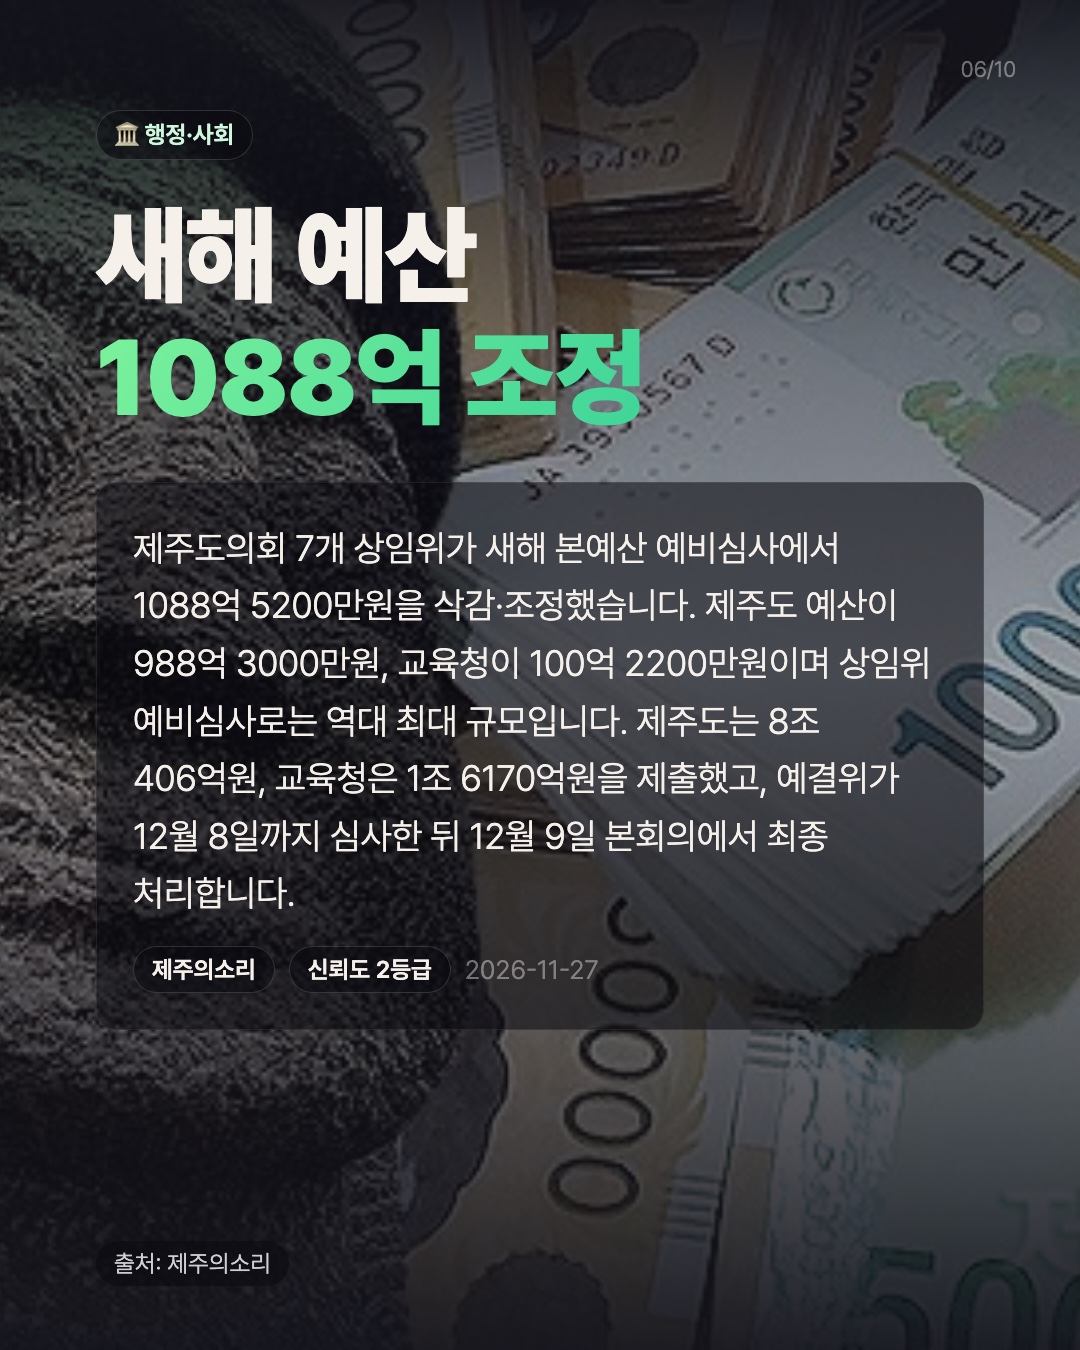 06/10
🏛️ 행정·사회
새해 예산
1088억 조정
제주도의회 7개 상임위가 새해 본예산 예비심사에서
1088억 5200만원을 삭감·조정했습니다. 제주도 예산이
988억 3000만원, 교육청이 100억 2200만원이며 상임위
예비심사로는 역대 최대 규모입니다. 제주도는 8조
406억원, 교육청은 1조 6170억원을 제출했고, 예결위가
12월 8일까지 심사한 뒤 12월 9일 본회의에서 최종
처리합니다.
제주의소리 신뢰도 2등급 2026-11-27
출처: 제주의소리